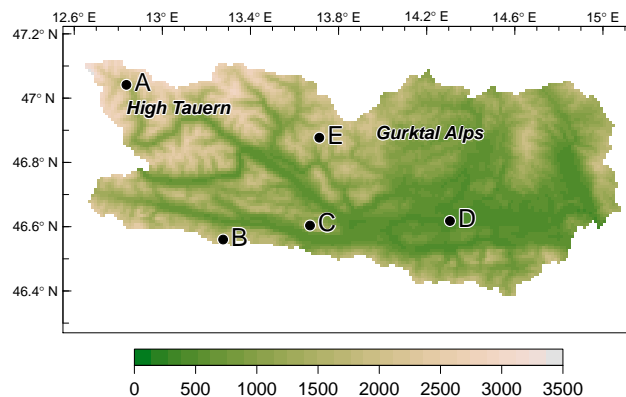 12.6° 13° 13.4° 13.8° 14.2° 14.6° 15° E
47.2° N
47° N
46.8° N
46.6° N
46.4° N
A
High Tauern
E
Gurktal Alps
B
C
D
0 500 1000 1500 2000 2500 3000 3500